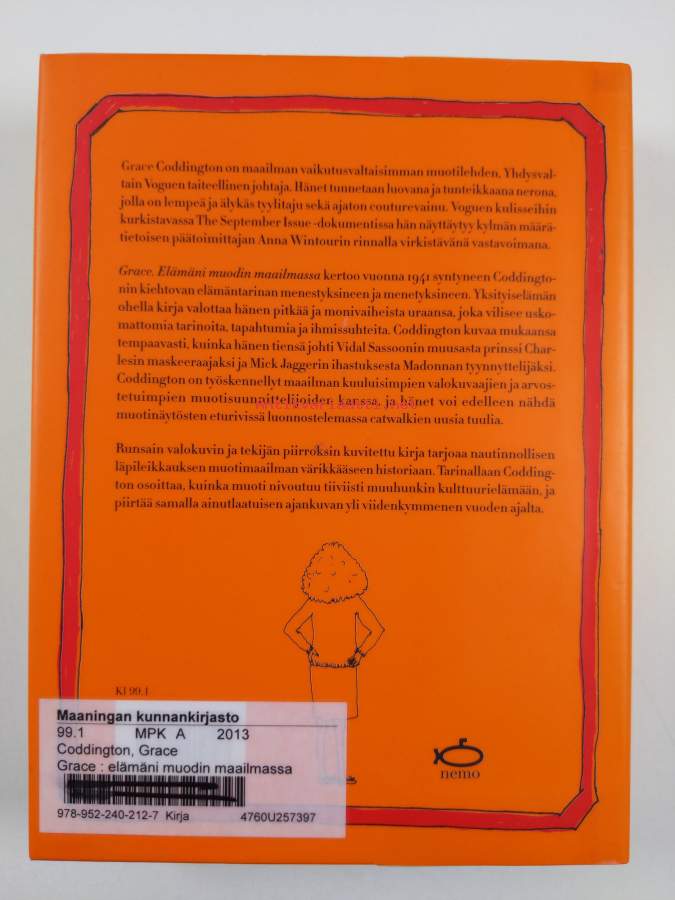 Grace Coddington on maailman vaikutusvaltaisimman muotilehden, Yhdysval-
tain Voguen taiteellinen johtaja. Hänet tunnetaan luovana ja tunteikkaana nerona,
jolla on lempeä ja älykäs tyylitaju sekä ajaton couturevainu. Voguen kulisseihin
kurkistavassa The September Issue -dokumentissa hän näyttäytyy kylmän määrä-
tietoisen päätoimittajan Anna Wintourin rinnalla virkistävänä vastavoimana.
Grace. Elämäni muodin maailmassa kertoo vuonna 1941 syntyneen Coddingto-
nin kiehtovan elämäntarinan menestyksineen ja menetyksineen. Yksityiselämän
ohella kirja valottaa hänen pitkää ja monivaiheista uraansa, joka vilisee usko-
mattomia tarinoita, tapahtumia ja ihmissuhteita. Coddington kuvaa mukaansa
tempaavasti, kuinka hänen tiensä johti Vidal Sassoonin muusasta prinssi Char-
lesin maskeeraajaksi ja Mick Jaggerin ihastuksesta Madonnan tyynnyttelijäksi.
Coddington on työskennellyt maailman kuuluisimpien valokuvaajien ja arvos-
tetuimpien muotisuunnittelijoiden kanssa, ja hänet voi edelleen nähdä
muotinäytösten eturivissä luonnostelemassa catwalkien uusia tuulia.
Runsain valokuvin ja tekijän piirroksin kuvitettu kirja tarjoaa nautinnollisen
läpileikkauksen muotimaailman värikkääseen historiaan. Tarinallaan Codding-
ton osoittaa, kuinka muoti nivoutuu tiiviisti muuhunkin kulttuurielämään, ja
piirtää samalla ainutlaatuisen ajankuvan yli viidenkymmenen vuoden ajalta.
Kl 99.1
Maaningan kunnankirjasto
99.1 MPK A 2013
Coddington, Grace
Grace : elämäni muodin maailmassa
978-952-240-212-7 Kirja 4760U257397
nemo